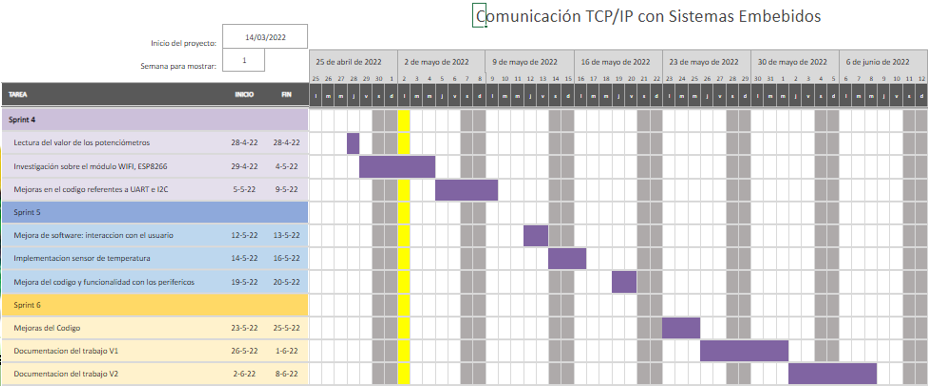 Comunicación TCP/IP con Sistemas Embebidos
Inicio del proyecto: 14/03/2022
Semana para mostrar: 1
25 de abril de 2022 2 de mayo de 2022 9 de mayo de 2022 16 de mayo de 2022 23 de mayo de 2022 30 de mayo de 2022 6 de junio de 2022
25 26 27 28 29 30 1 2 3 4 5 6 7 8 9 10 11 12 13 14 15 16 17 18 19 20 21 22 23 24 25 26 27 28 29 30 31 1 2 3 4 5 6 7 8 9 10 11 12
TAREA INICIO FIN l m m j v s d l m m j v s d l m m j v s d l m m j v s d l m m j v s d l m m j v s d l m m j v s d
Sprint 4
Lectura del valor de los potenciómetros 28-4-22 28-4-22
Investigación sobre el módulo WIFI, ESP8266 29-4-22 4-5-22
Mejoras en el codigo referentes a UART e I2C 5-5-22 9-5-22
Sprint 5
Mejora de software: interaccion con el usuario 12-5-22 13-5-22
Implementacion sensor de temperatura 14-5-22 16-5-22
Mejora del codigo y funcionalidad con los perifericos 19-5-22 20-5-22
Sprint 6
Mejoras del Codigo 23-5-22 25-5-22
Documentacion del trabajo V1 26-5-22 1-6-22
Documentacion del trabajo V2 2-6-22 8-6-22